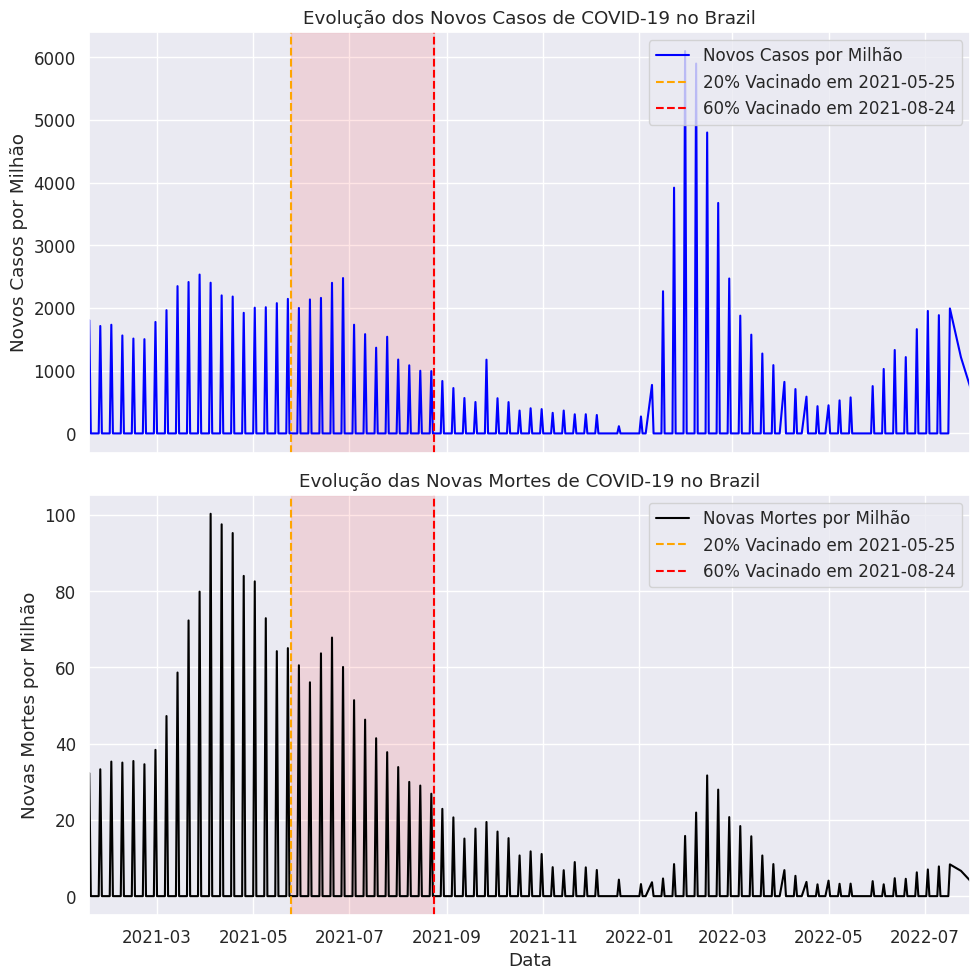 Evolução dos Novos Casos de COVID-19 no Brazil
Novos Casos por Milhão
6000
5000
4000
3000
2000
1000
0
Novos Casos por Milhão
20% Vacinado em 2021-05-25
60% Vacinado em 2021-08-24
Evolução das Novas Mortes de COVID-19 no Brazil
Novas Mortes por Milhão
100
80
60
40
20
0
Novas Mortes por Milhão
20% Vacinado em 2021-05-25
60% Vacinado em 2021-08-24
2021-03 2021-05 2021-07 2021-09 2021-11 2022-01 2022-03 2022-05 2022-07
Data